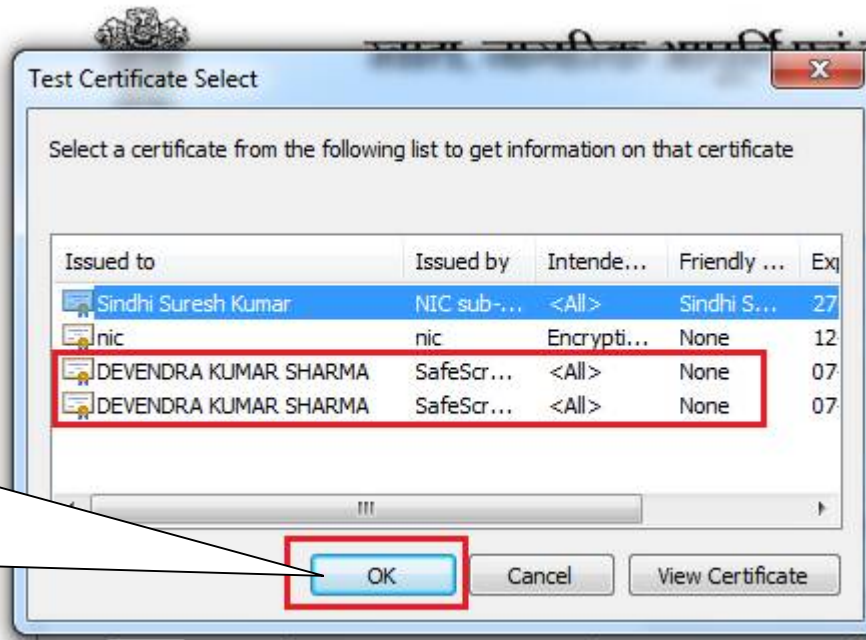 Test Certificate Select
X
Select a certificate from the following list to get information on that certificate
Issued to Issued by Intende... Friendly ... Exp
Sindhi Suresh Kumar NIC sub-... <All> Sindhi S... 27
nic nic Encrypti... None 12-
DEVENDRA KUMAR SHARMA SafeScr... <All> None 07-
DEVENDRA KUMAR SHARMA SafeScr... <All> None 07-
OK Cancel View Certificate